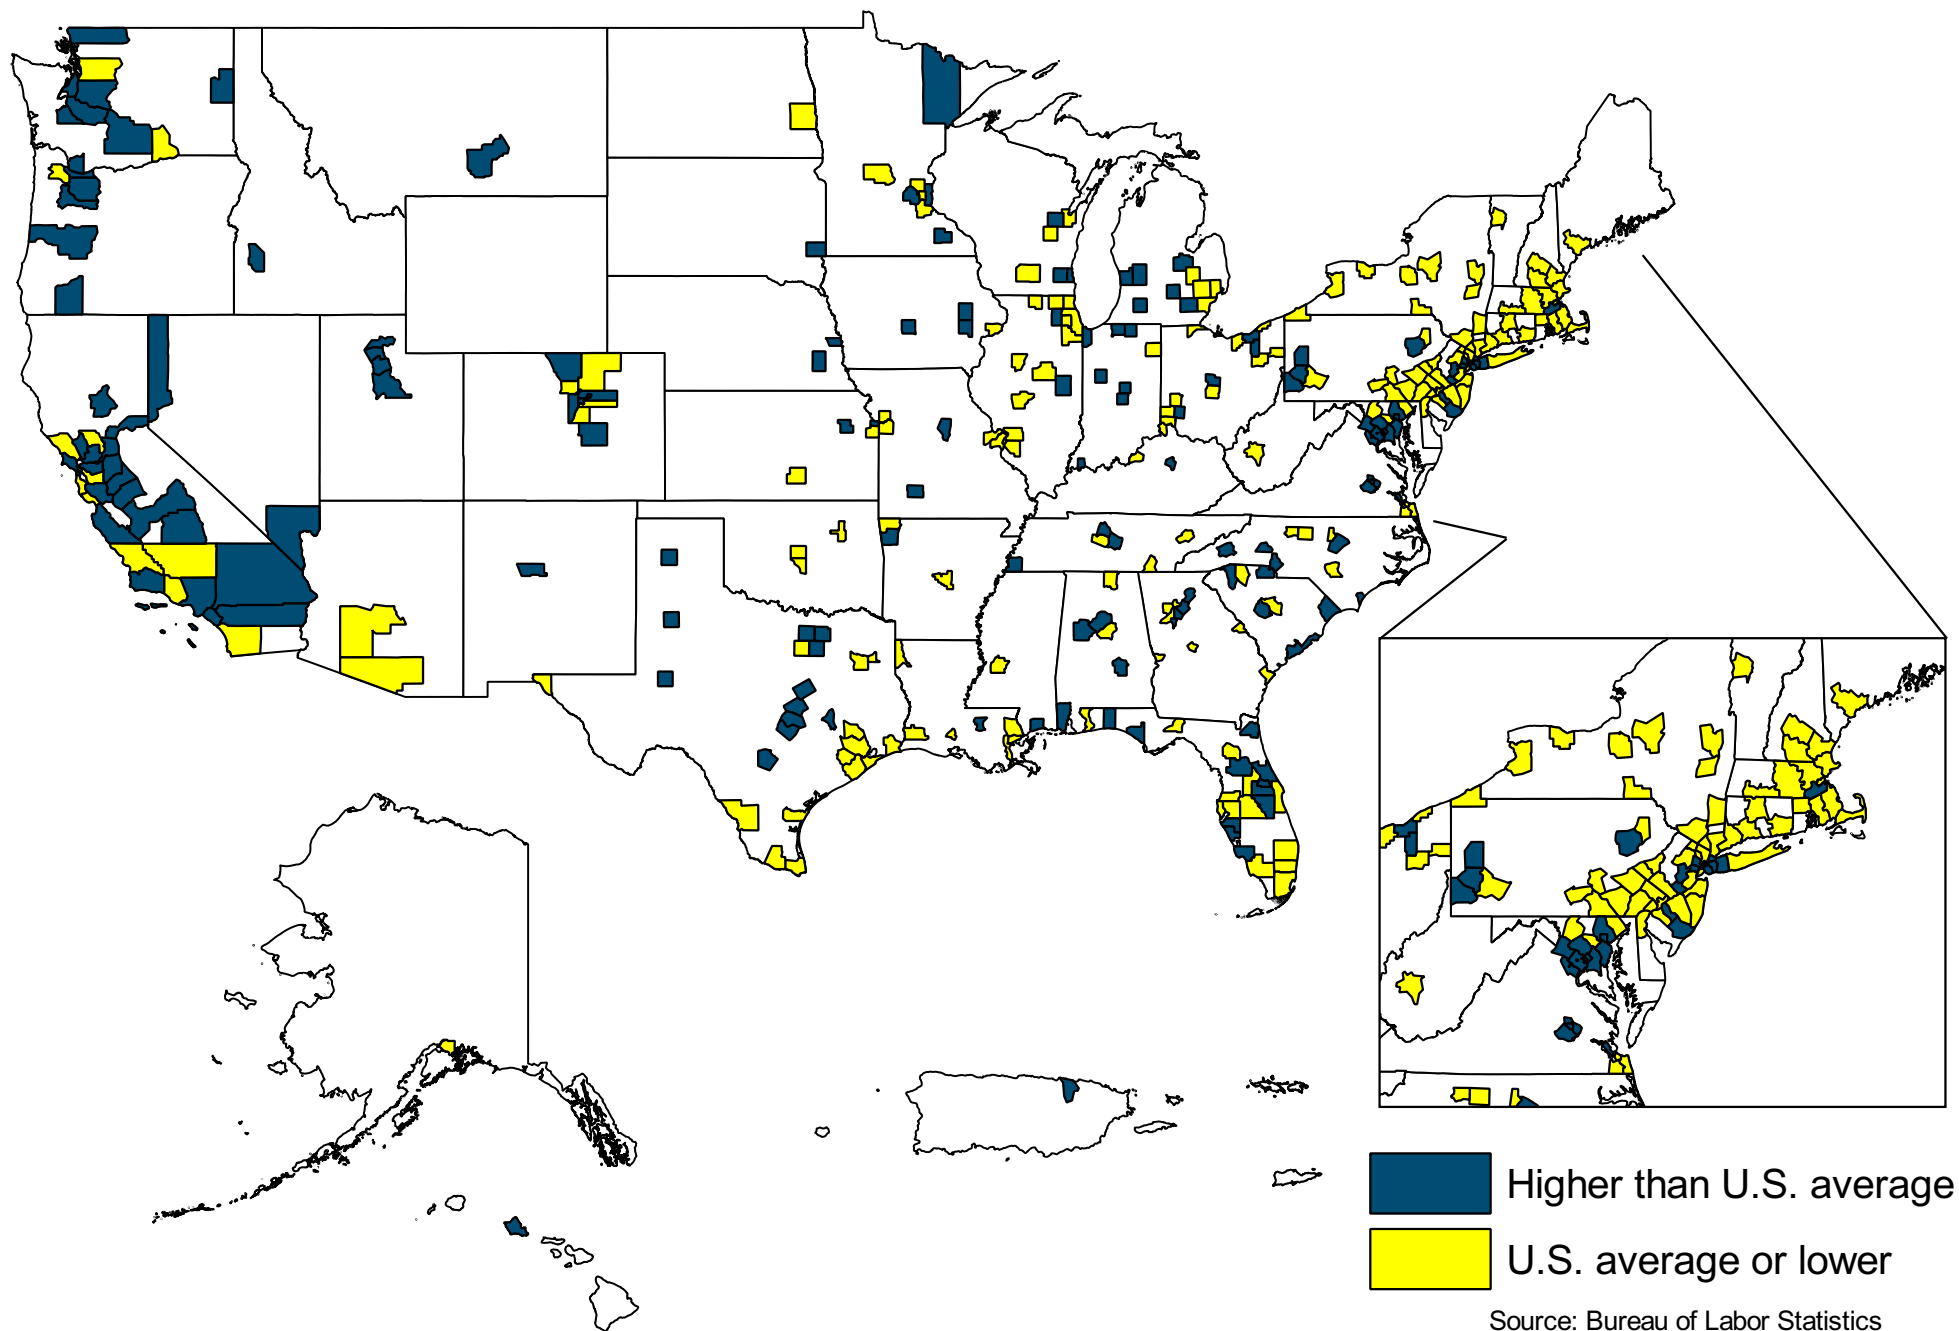 Higher than U.S. average
U.S. average or lower
Source: Bureau of Labor Statistics